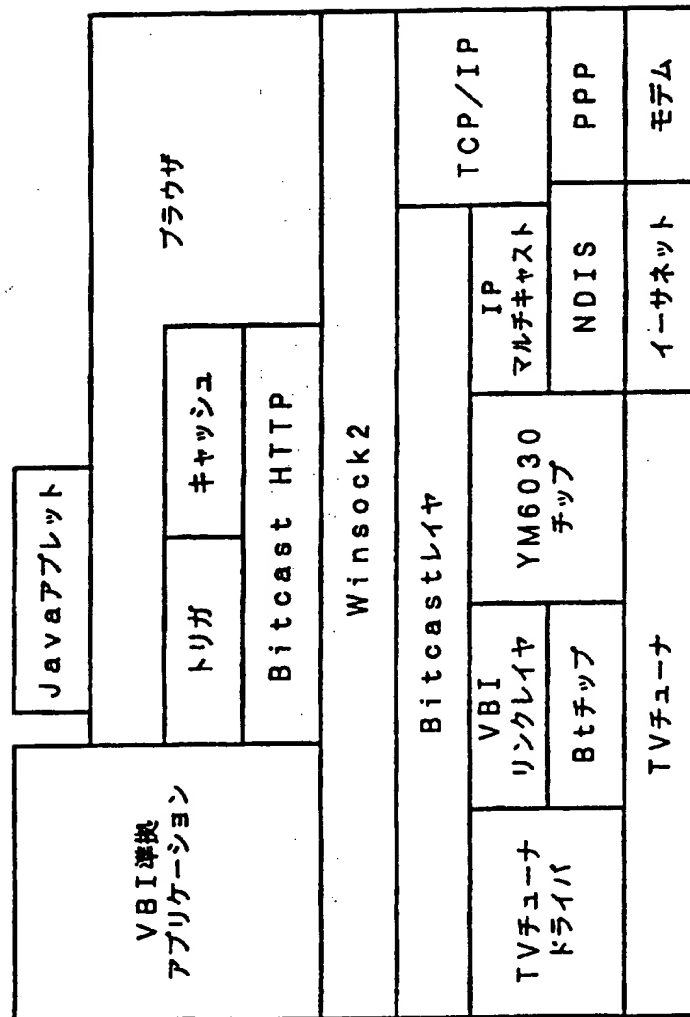 VBI準拠
アプリケーション
Javaアプレット
ブラウザ
トリガ
キャッシュ
Bitcast HTTP
Winsock2
Bitcastレイヤ
TCP/IP
TVチューナ
ドライバ
VBI
リンクレイヤ
Btチップ
YM6030
チップ
IP
マルチキャスト
NDIS
PPP
TVチューナ
イーサネット
モデム